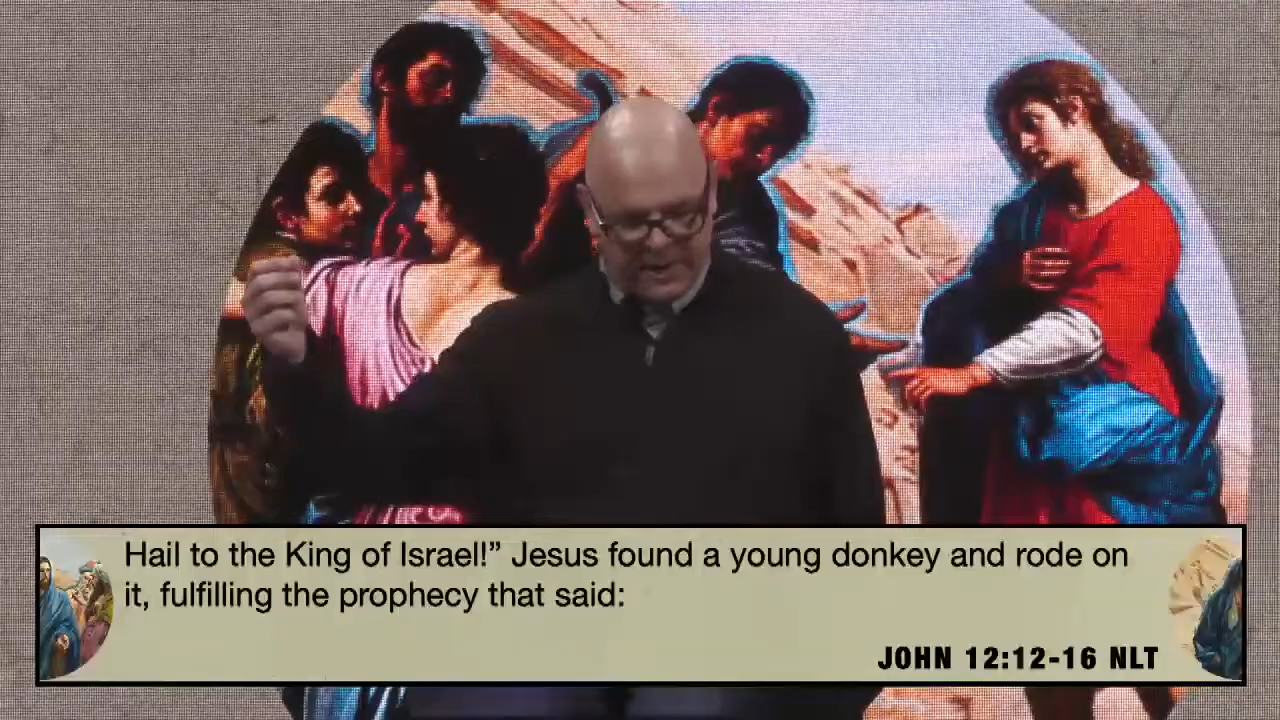 Hail to the King of Israel!” Jesus found a young donkey and rode on
it, fulfilling the prophecy that said:
JOHN 12:12-16 NLT